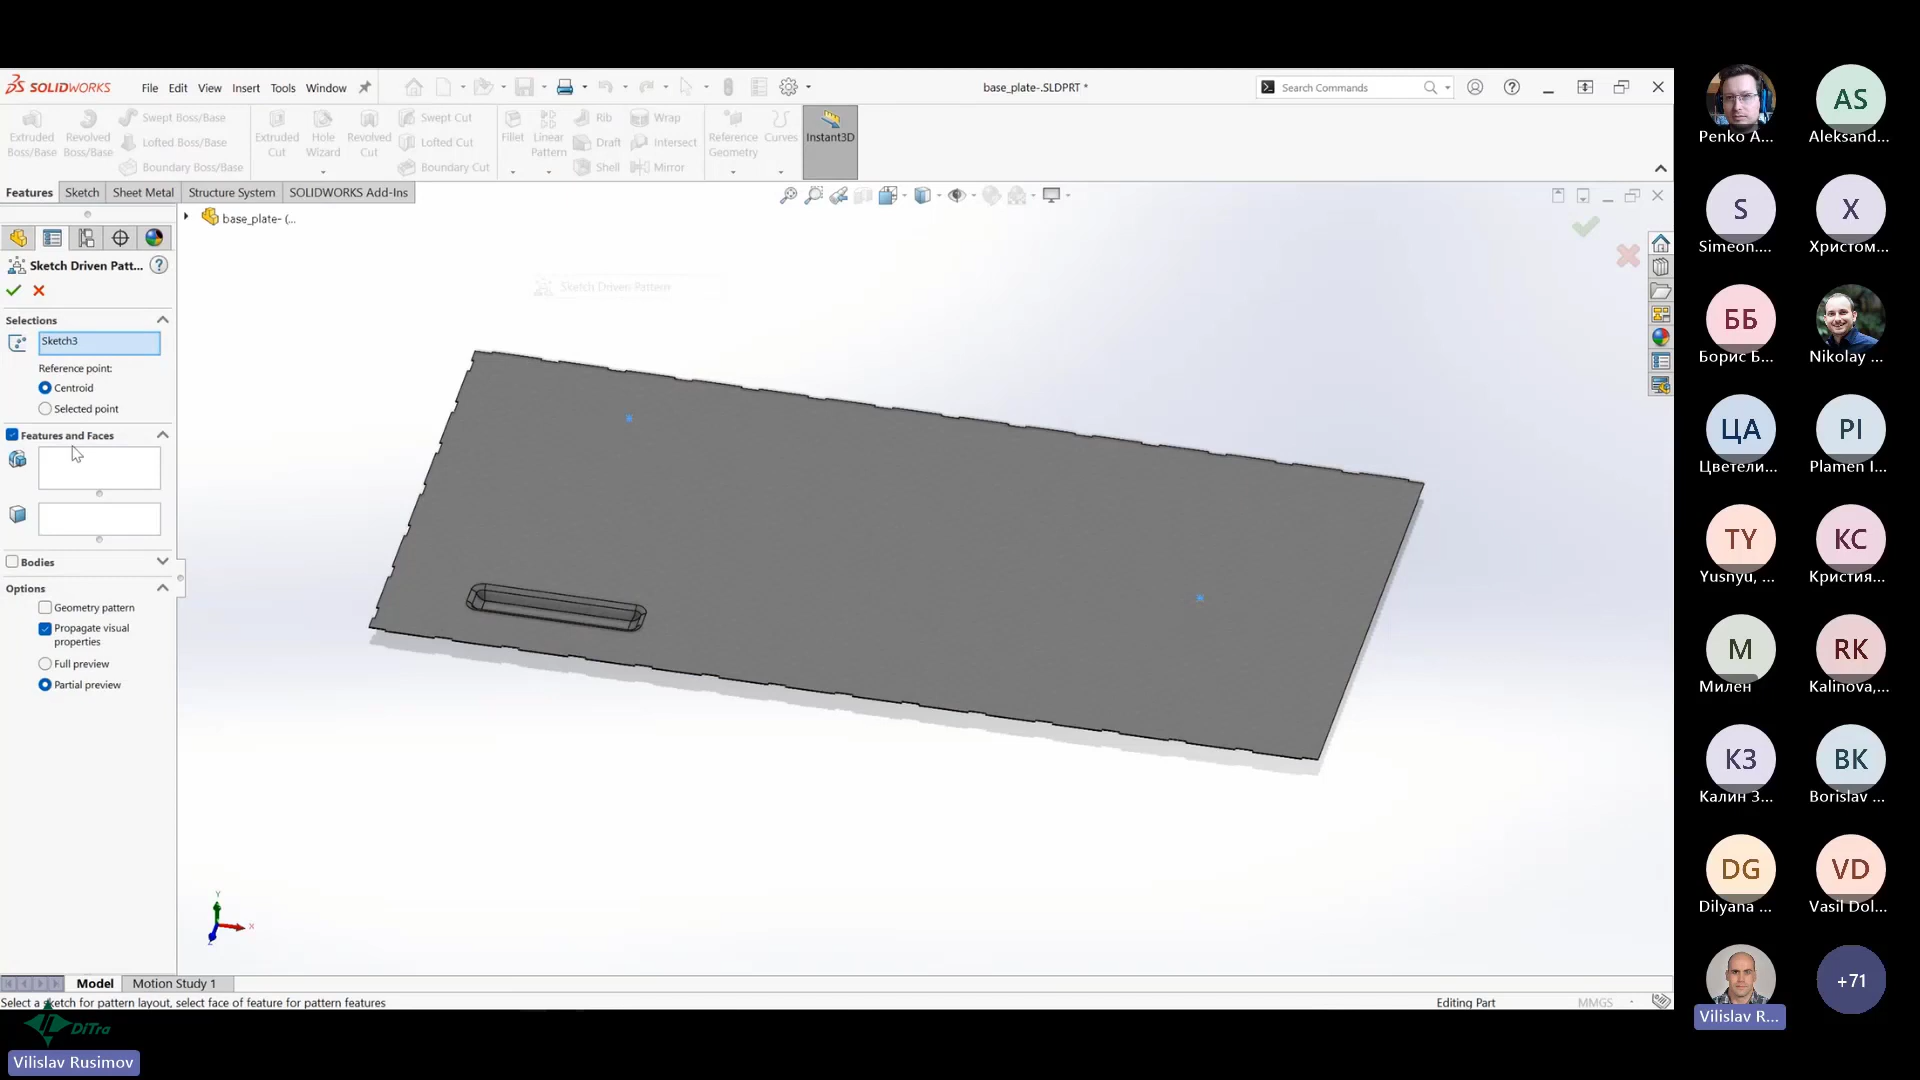 SOLIDWORKS
File Edit View Insert Tools Window
base_plate-.SLDPRT *
Search Commands
Extruded Boss/Base
Revolved Boss/Base
Swept Boss/Base
Lofted Boss/Base
Boundary Boss/Base
Extruded Cut
Hole Wizard
Revolved Cut
Swept Cut
Lofted Cut
Boundary Cut
Fillet
Linear Pattern
Rib
Draft
Shell
Wrap
Intersect
Mirror
Reference Geometry
Curves
Instant3D
Features Sketch Sheet Metal Structure System SOLIDWORKS Add-Ins
base_plate- (...
Sketch Driven Patt...
Sketch Driven Pattern
Selections
Sketch3
Reference point:
Centroid
Selected point
Features and Faces
Bodies
Options
Geometry pattern
Propagate visual
properties
Full preview
Partial preview
Y
X
Z
Model Motion Study 1
Select a sketch for pattern layout, select face of feature for pattern features
Editing Part
MMGS
DiTra
Vilislav Rusimov
Penko A...
AS
Aleksand...
S
Simeon....
X
Христом...
ББ
Борис Б...
Nikolay ...
ЦА
Цветели...
PI
Plamen I...
TY
Yusnyu, ...
КС
Кристия...
М
Милен
RK
Kalinova,...
КЗ
Калин З...
BK
Borislav ...
DG
Dilyana ...
VD
Vasil Dol...
Vilislav R...
+71